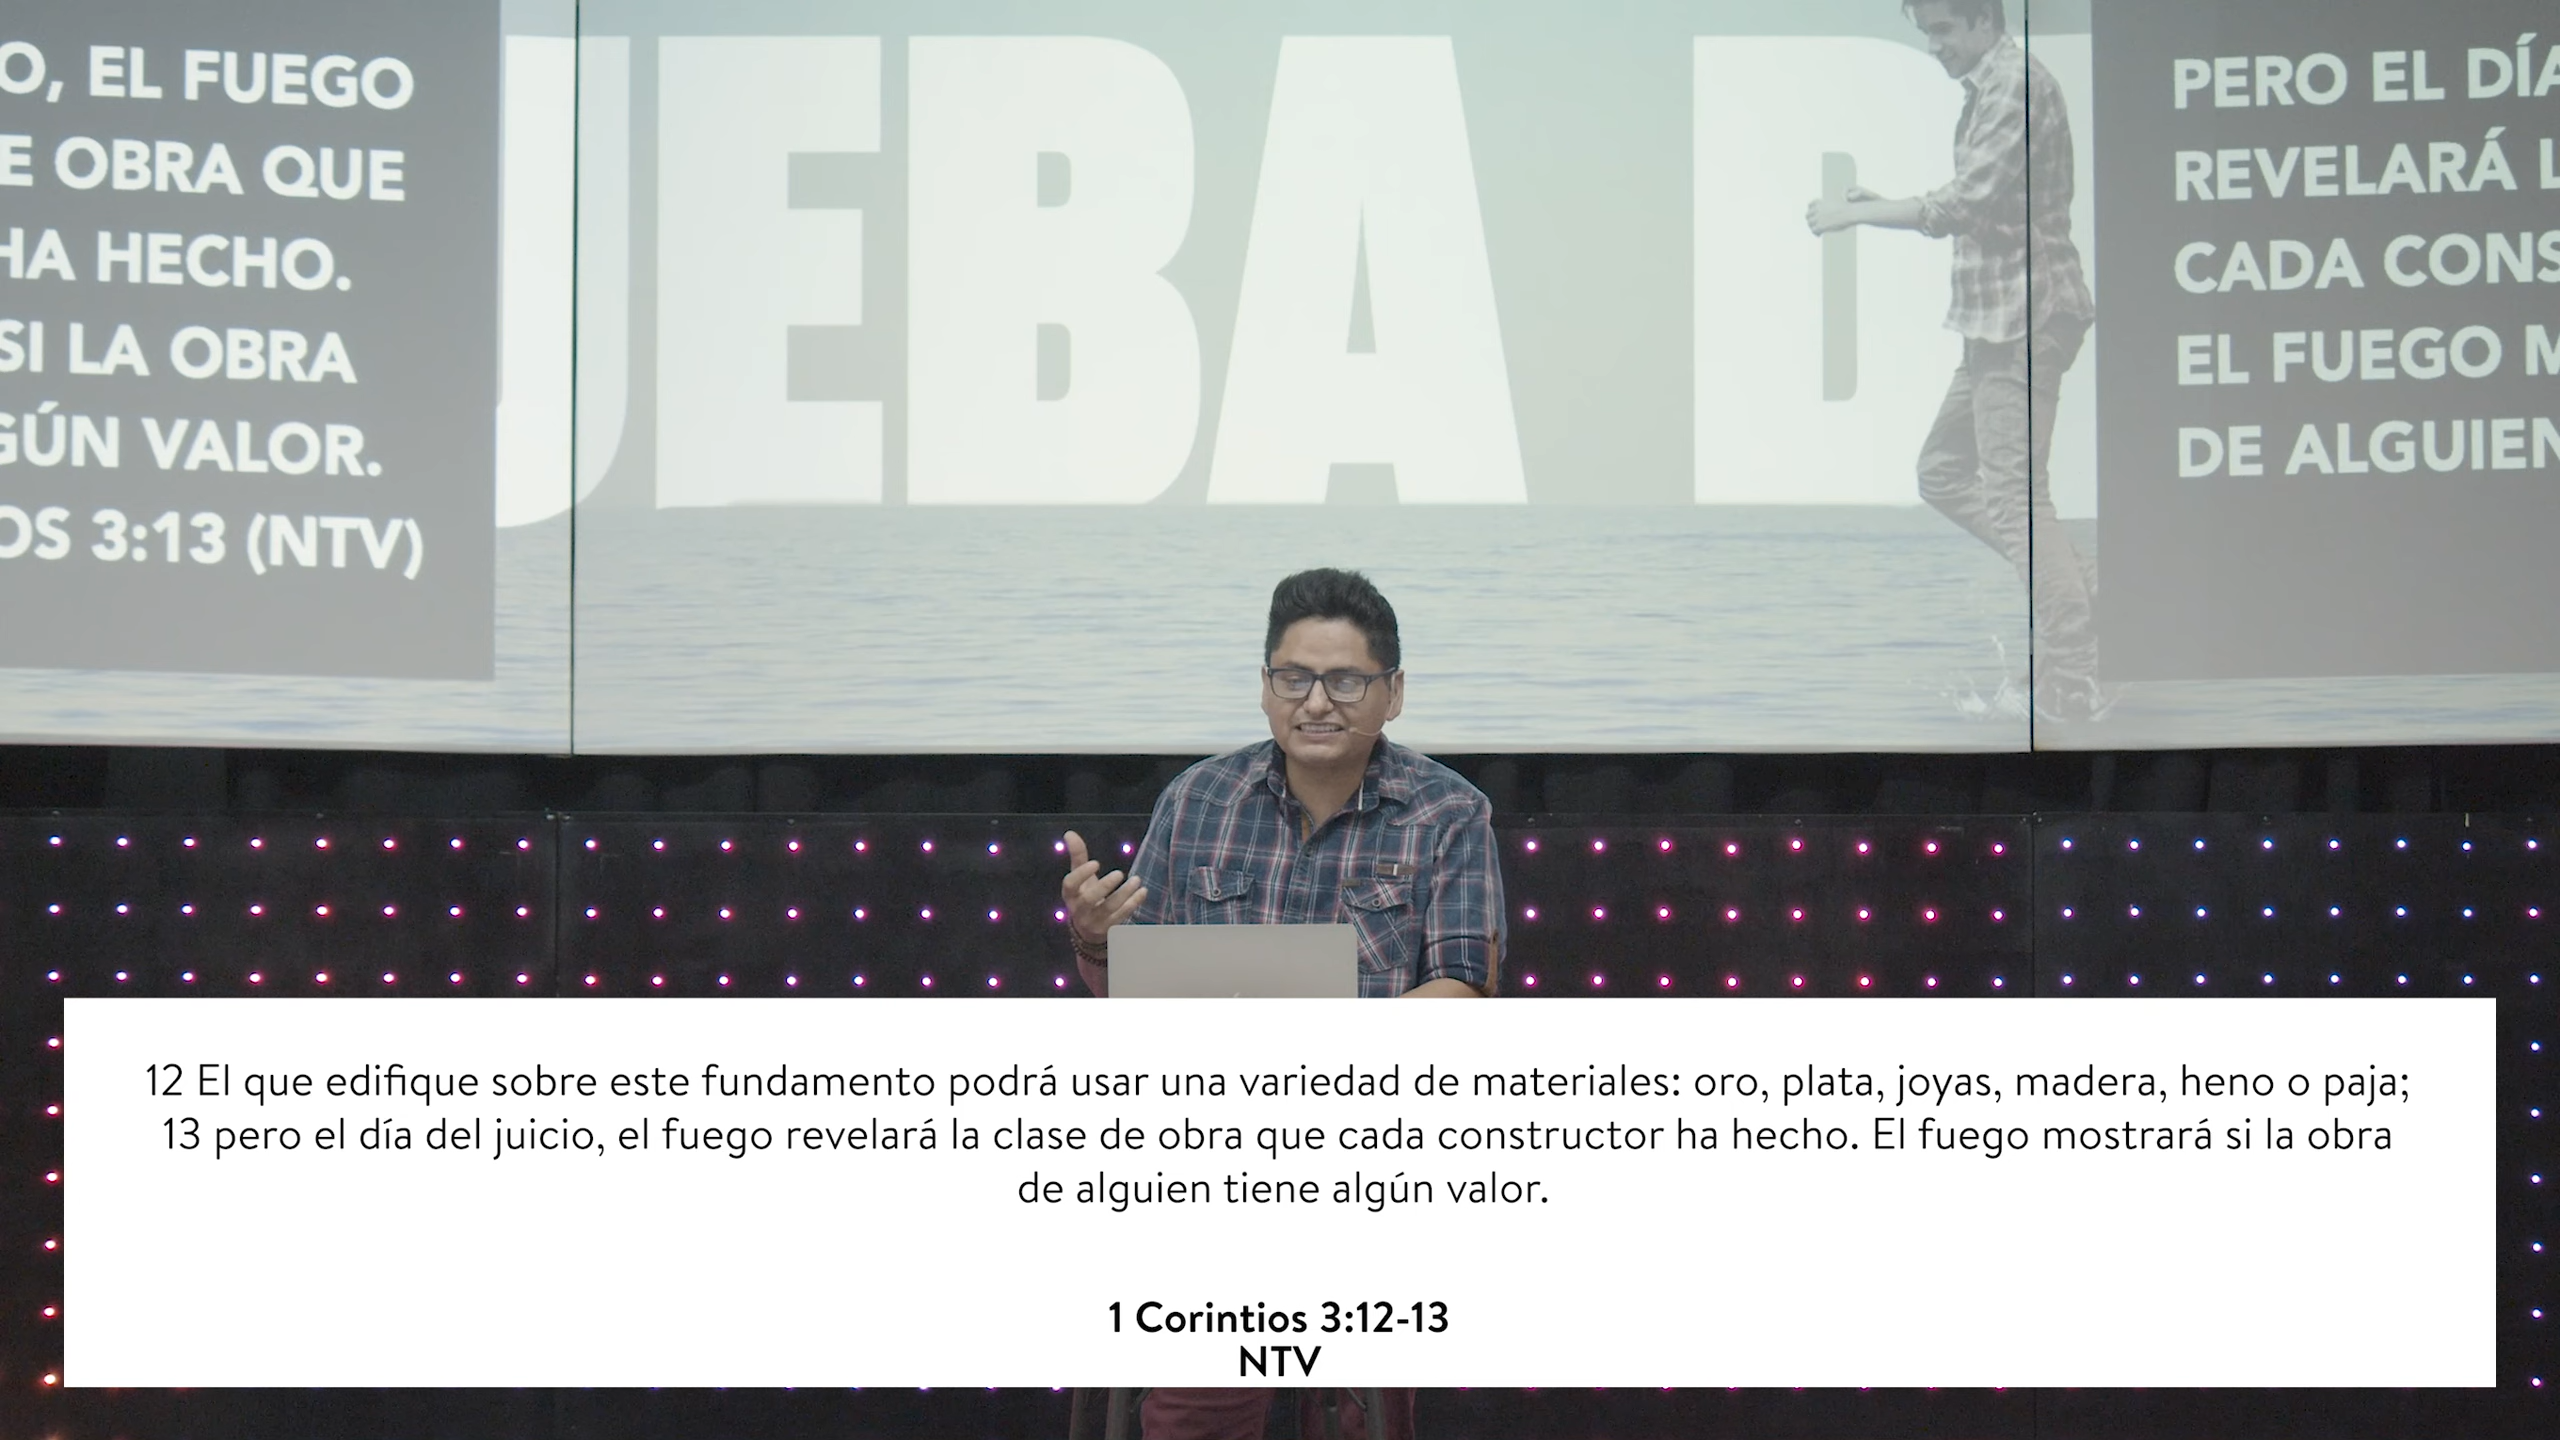 O, EL FUEGO
E OBRA QUE
HA HECHO.
SI LA OBRA
GÚN VALOR.
OS 3:13 (NTV)
UEBA D
PERO EL DÍA
REVELARÁ L
CADA CONS
EL FUEGO M
DE ALGUIEN
12 El que edifique sobre este fundamento podrá usar una variedad de materiales: oro, plata, joyas, madera, heno o paja;
13 pero el día del juicio, el fuego revelará la clase de obra que cada constructor ha hecho. El fuego mostrará si la obra
de alguien tiene algún valor.
1 Corintios 3:12-13
NTV